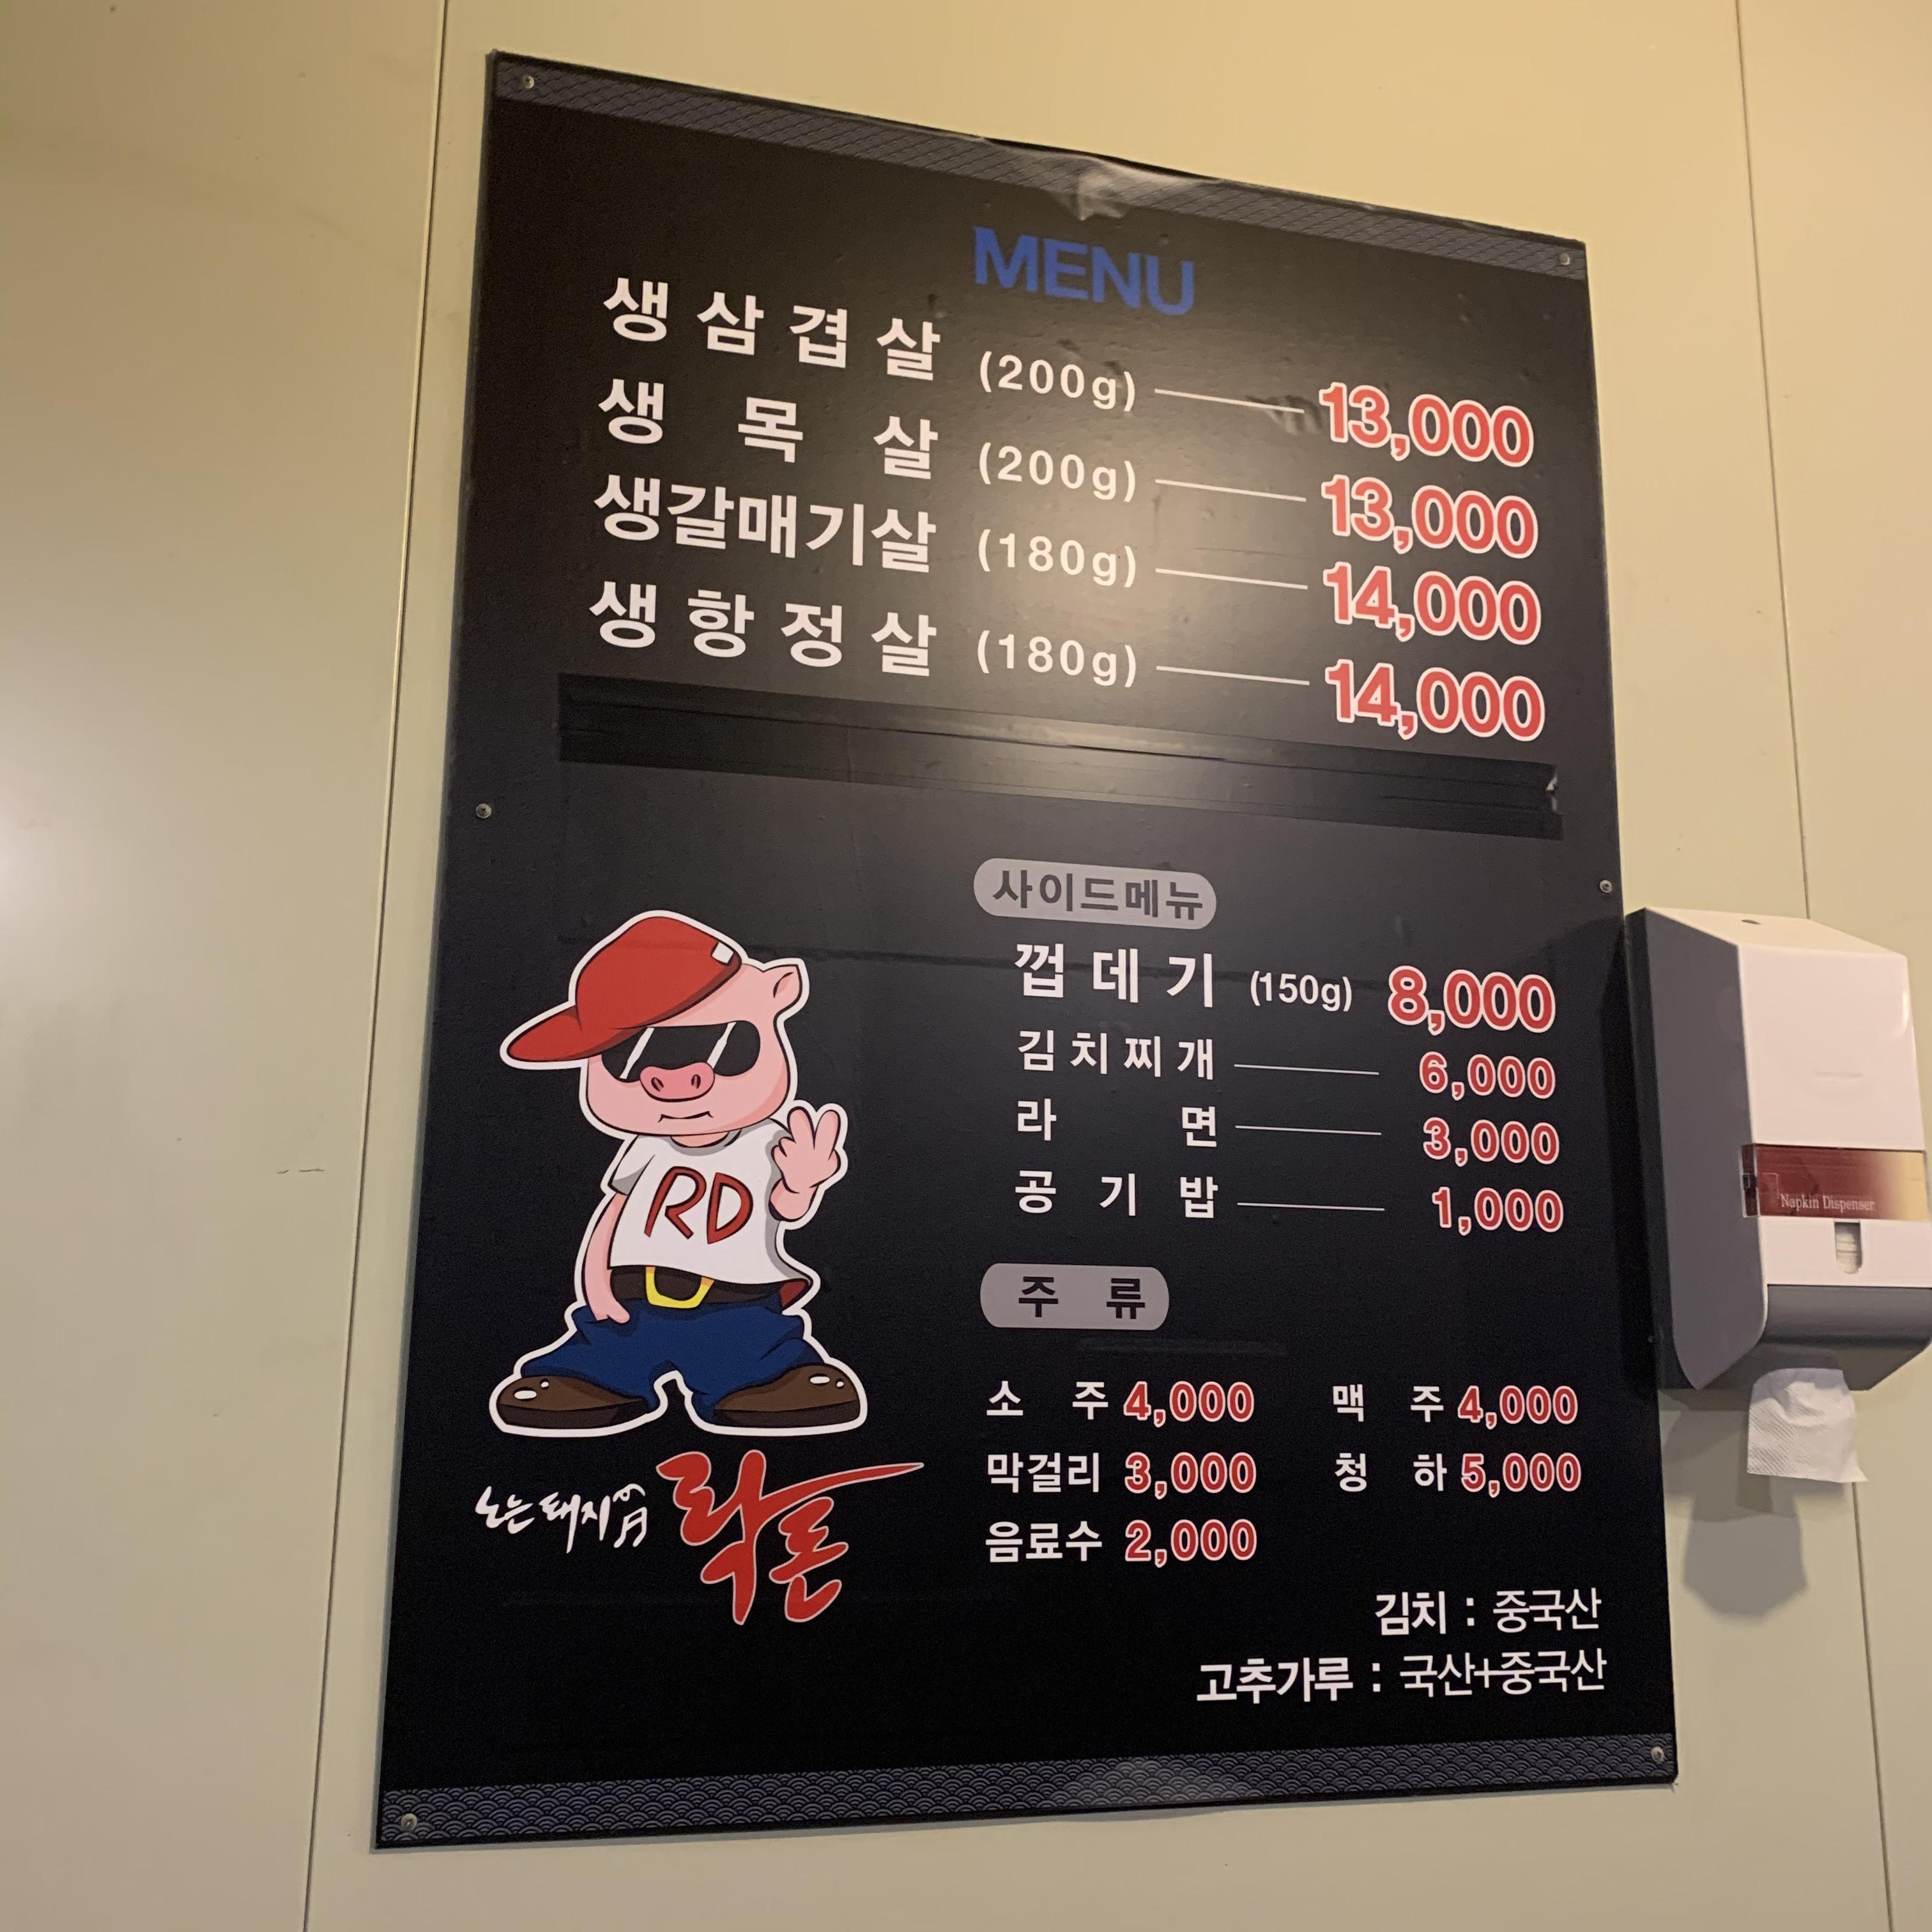 MENU
생삼겹살 (200g) 13,000
생목살 (200g) 13,000
생갈매기살 (180g) 14,000
생항정살 (180g) 14,000
사이드메뉴
껍데기 (150g) 8,000
김치찌개 6,000
라면 3,000
공기밥 1,000
주류
소주 4,000 맥주 4,000
막걸리 3,000 청하 5,000
음료수 2,000
김치 : 중국산
고추가루 : 국산+중국산
RD
노는돼지 락돈
Napkin Dispenser